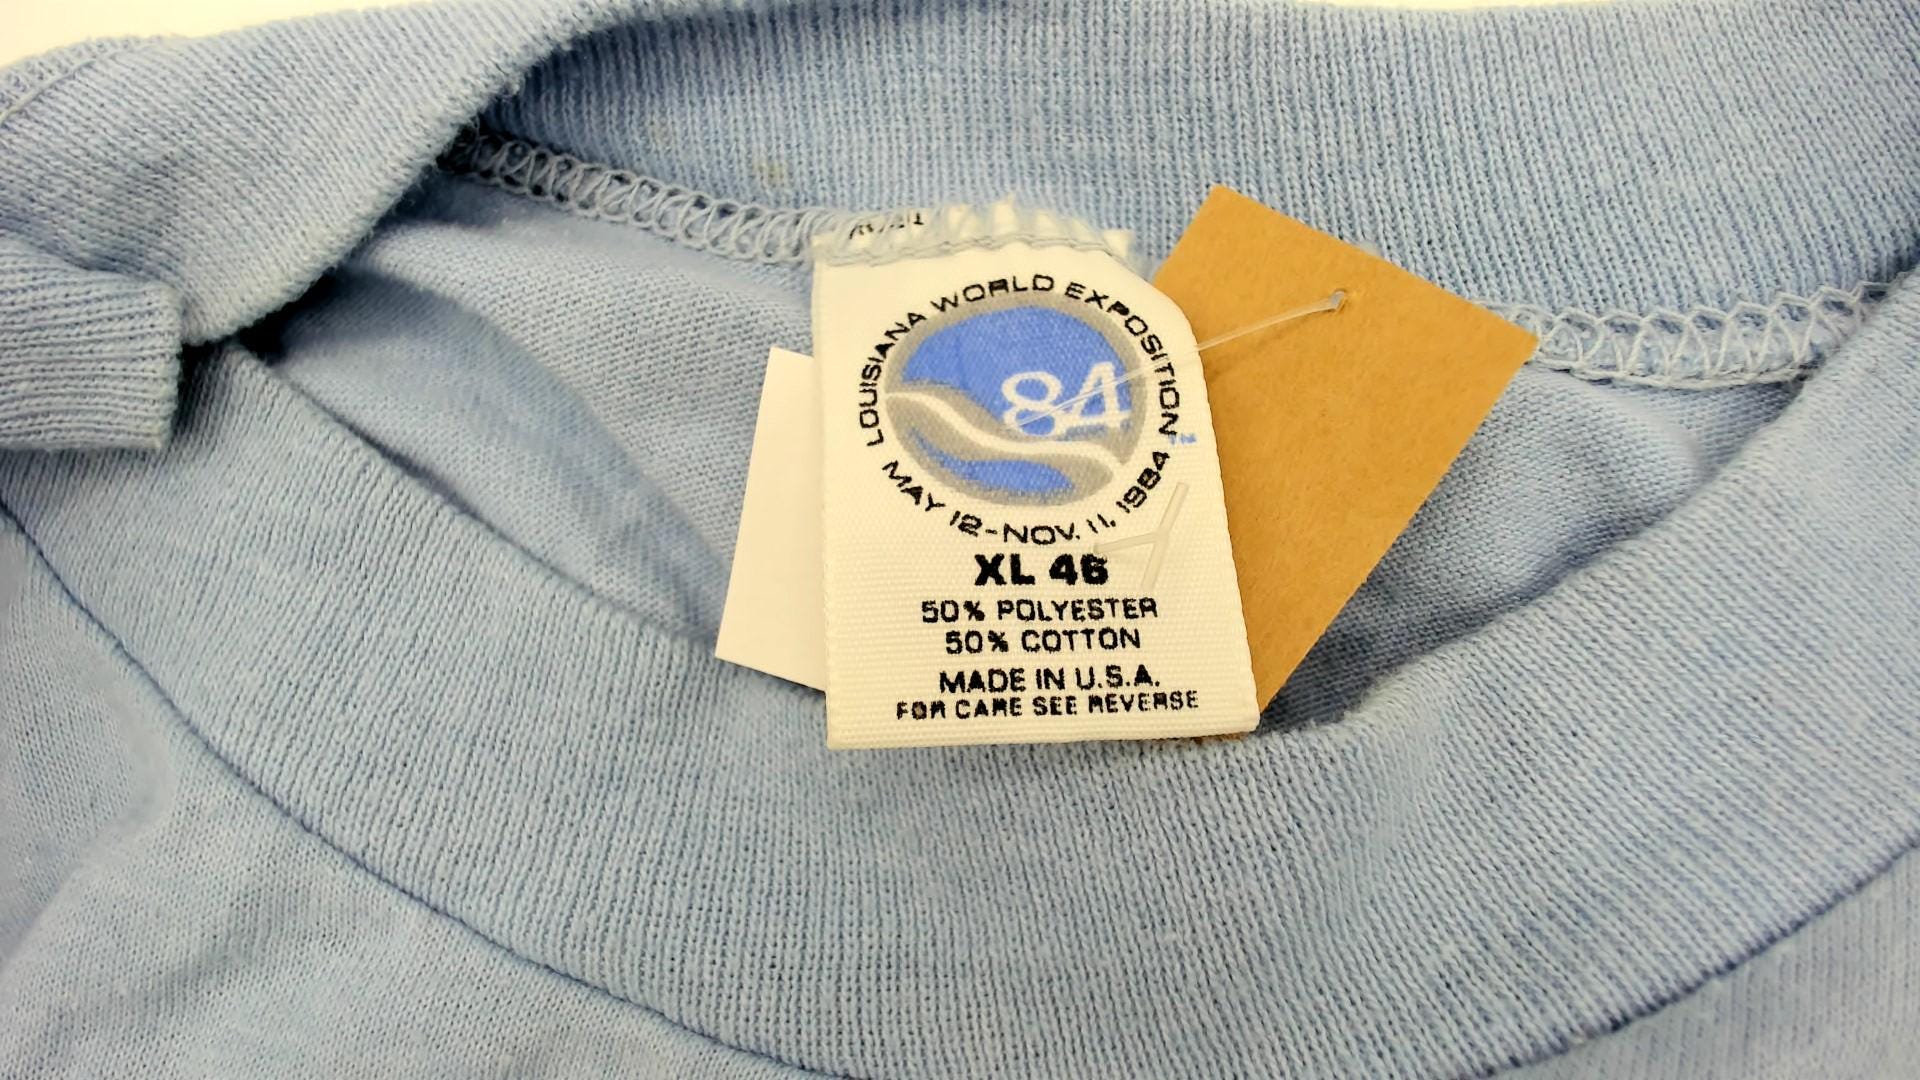 LOUISIANA WORLD EXPOSITION
84
MAY 12-NOV. 11, 1984
XL 46
50% POLYESTER
50% COTTON
MADE IN U.S.A.
FOR CARE SEE REVERSE